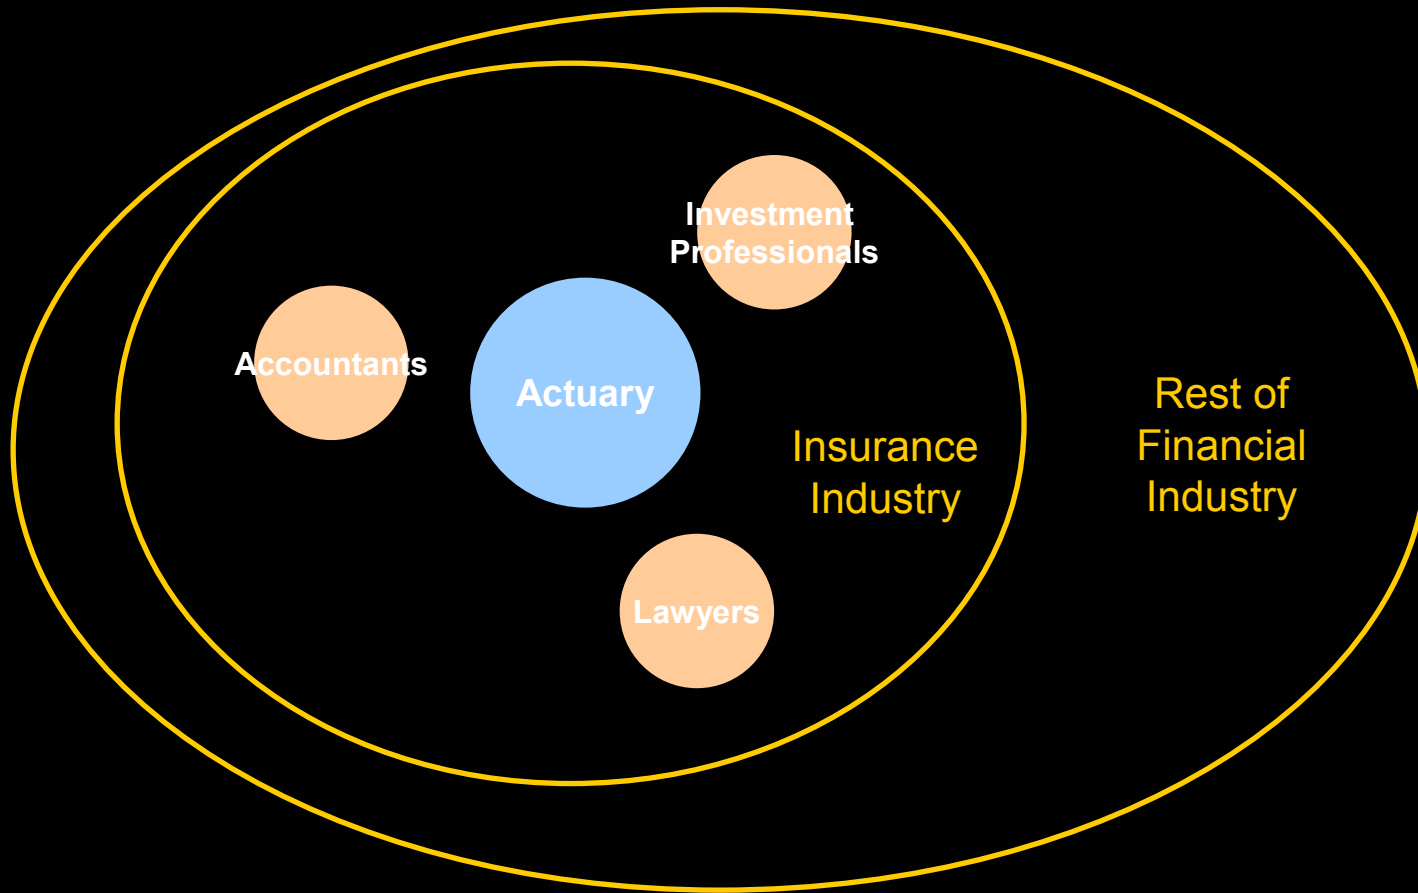 Investment
Professionals
Accountants
Actuary
Insurance
Industry
Rest of
Financial
Industry
Lawyers